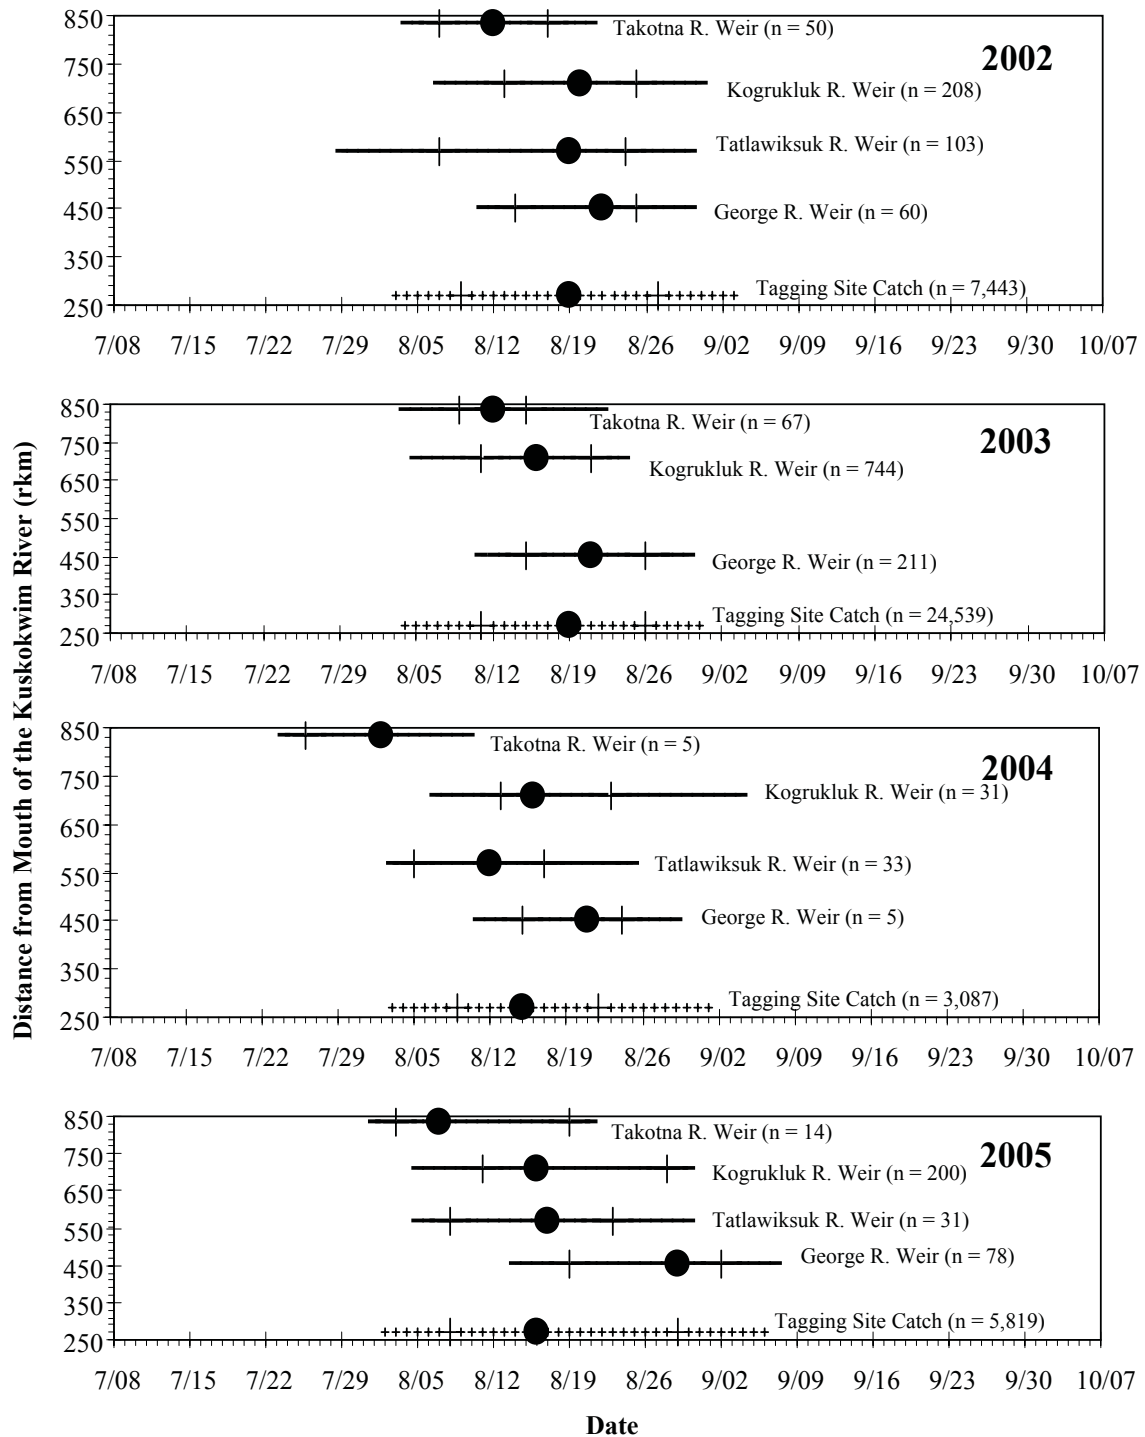 850
Takotna R. Weir (n = 50)
2002
750
Kogrukluk R. Weir (n = 208)
650
Tatlawiksuk R. Weir (n = 103)
550
450
George R. Weir (n = 60)
350
Tagging Site Catch (n = 7,443)
250
7/08 7/15 7/22 7/29 8/05 8/12 8/19 8/26 9/02 9/09 9/16 9/23 9/30 10/07
850
Takotna R. Weir (n = 67)
2003
750
Kogrukluk R. Weir (n = 744)
650
550
450
George R. Weir (n = 211)
350
Tagging Site Catch (n = 24,539)
250
7/08 7/15 7/22 7/29 8/05 8/12 8/19 8/26 9/02 9/09 9/16 9/23 9/30 10/07
Distance from Mouth of the Kuskokwim River (rkm)
850
Takotna R. Weir (n = 5)
2004
750
Kogrukluk R. Weir (n = 31)
650
Tatlawiksuk R. Weir (n = 33)
550
450
George R. Weir (n = 5)
350
Tagging Site Catch (n = 3,087)
250
7/08 7/15 7/22 7/29 8/05 8/12 8/19 8/26 9/02 9/09 9/16 9/23 9/30 10/07
850
Takotna R. Weir (n = 14)
2005
750
Kogrukluk R. Weir (n = 200)
650
Tatlawiksuk R. Weir (n = 31)
550
George R. Weir (n = 78)
450
350
Tagging Site Catch (n = 5,819)
250
7/08 7/15 7/22 7/29 8/05 8/12 8/19 8/26 9/02 9/09 9/16 9/23 9/30 10/07
Date